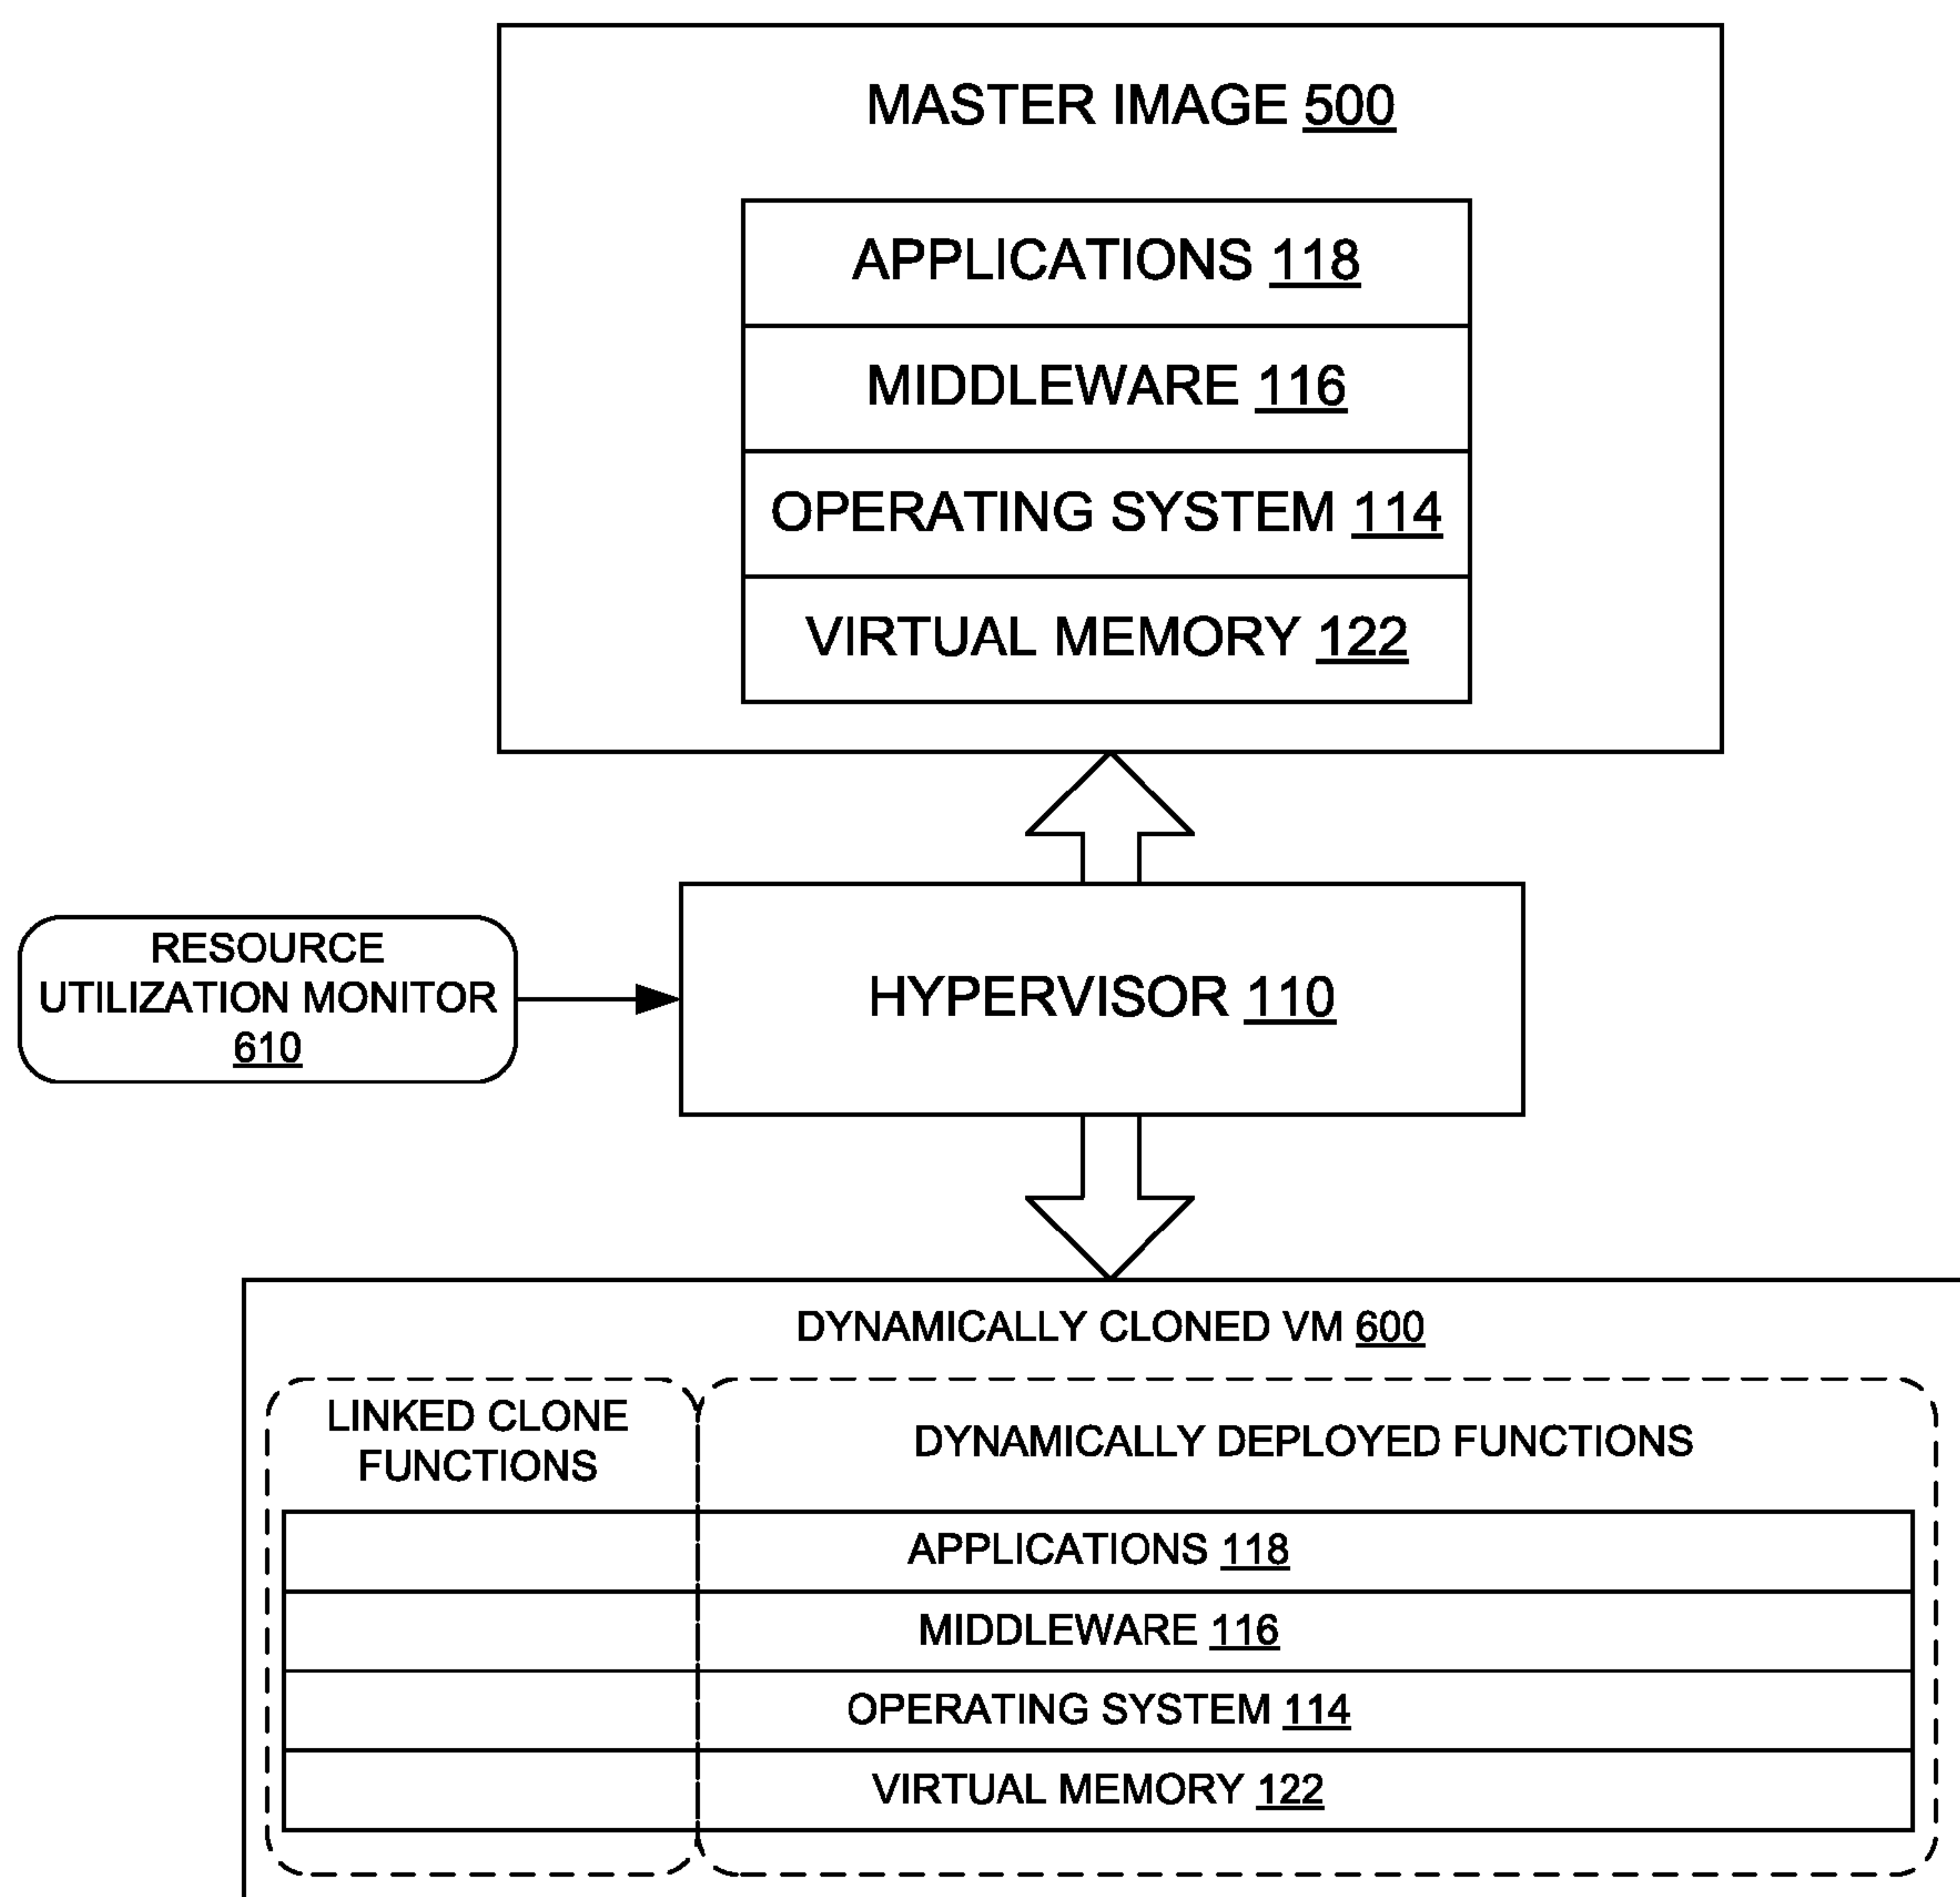 MASTER IMAGE 500
APPLICATIONS 118
MIDDLEWARE 116
OPERATING SYSTEM 114
VIRTUAL MEMORY 122
RESOURCE
UTILIZATION MONITOR
610
HYPERVISOR 110
DYNAMICALLY CLONED VM 600
LINKED CLONE
FUNCTIONS
DYNAMICALLY DEPLOYED FUNCTIONS
APPLICATIONS 118
MIDDLEWARE 116
OPERATING SYSTEM 114
VIRTUAL MEMORY 122